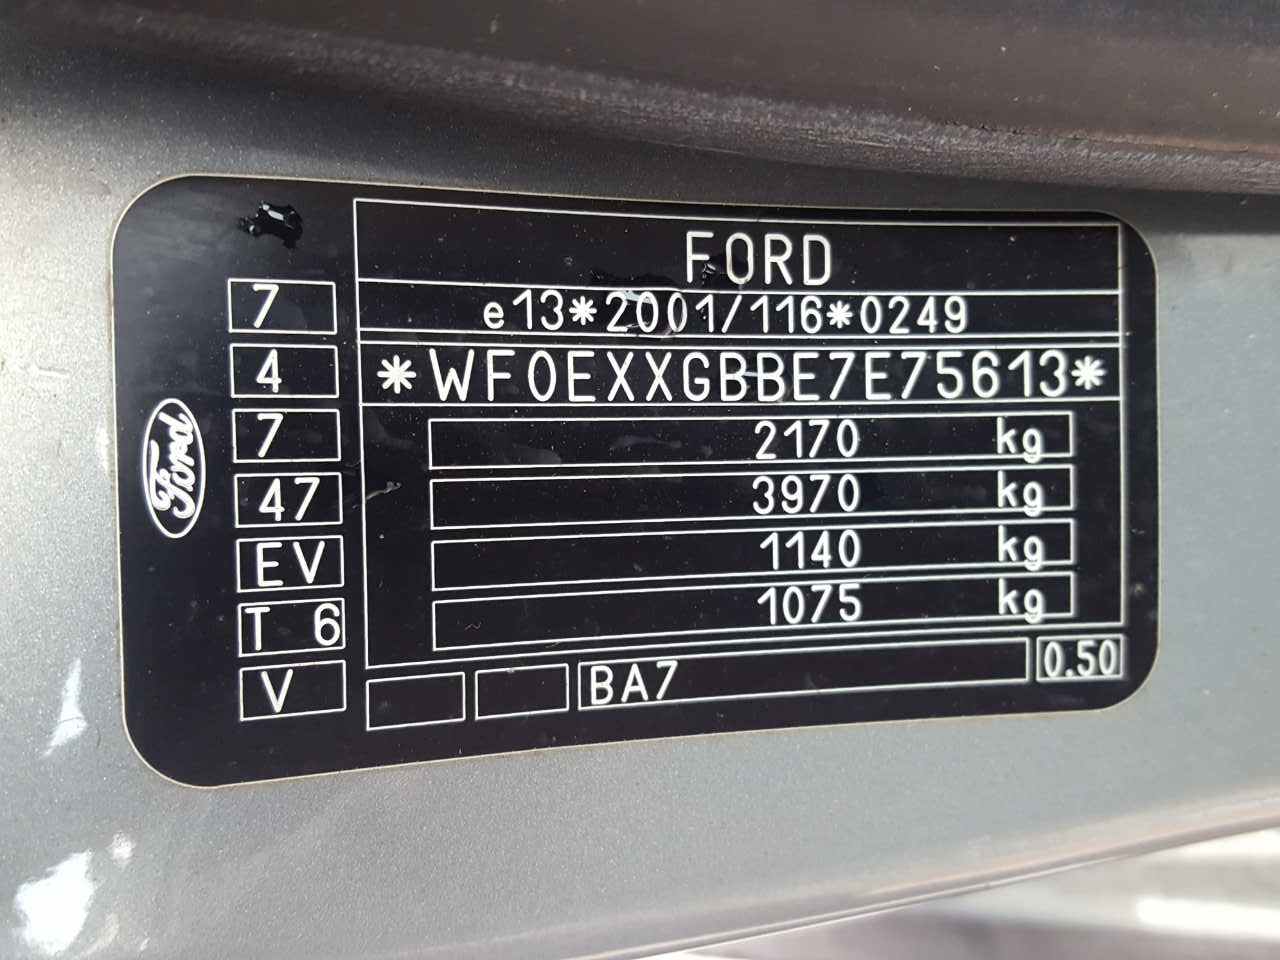 FORD
e13*2001/116*0249
*WF0EXXGBBE7E75613*
2170 kg
3970 kg
1140 kg
1075 kg
BA7 0.50
7
4
7
47
EV
T 6
V
Ford